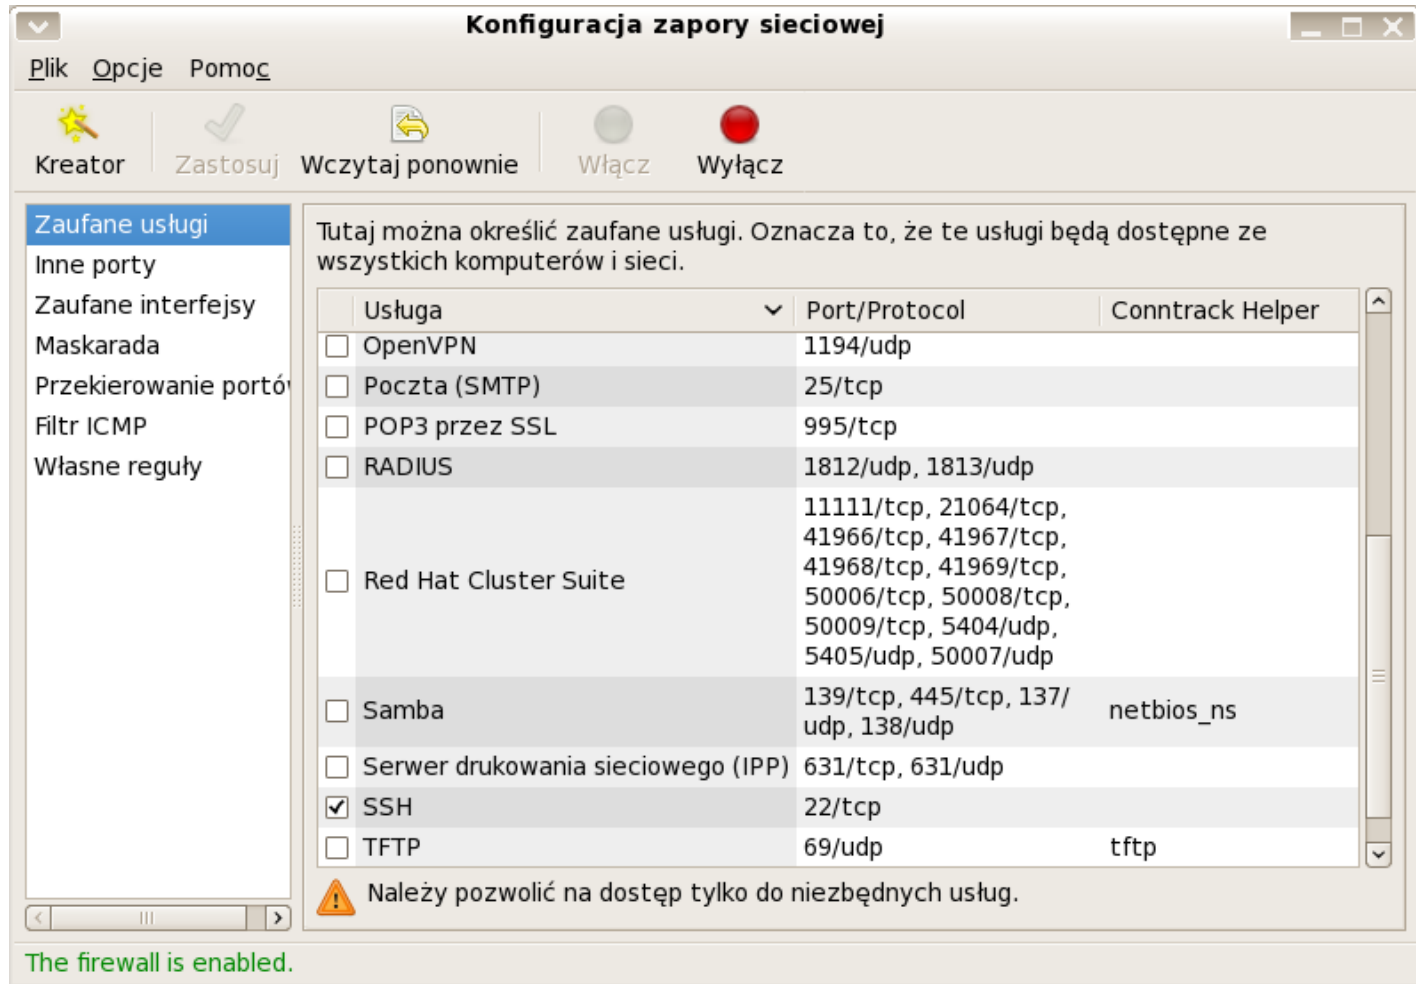 Konfiguracja zapory sieciowej
Plik Opcje Pomoc
Kreator Zastosuj Wczytaj ponownie Włącz Wyłącz
Zaufane usługi
Inne porty
Zaufane interfejsy
Maskarada
Przekierowanie portów
Filtr ICMP
Własne reguły
Tutaj można określić zaufane usługi. Oznacza to, że te usługi będą dostępne ze
wszystkich komputerów i sieci.
Usługa Port/Protocol Conntrack Helper
OpenVPN 1194/udp
Poczta (SMTP) 25/tcp
POP3 przez SSL 995/tcp
RADIUS 1812/udp, 1813/udp
Red Hat Cluster Suite
11111/tcp, 21064/tcp,
41966/tcp, 41967/tcp,
41968/tcp, 41969/tcp,
50006/tcp, 50008/tcp,
50009/tcp, 5404/udp,
5405/udp, 50007/udp
Samba
139/tcp, 445/tcp, 137/
udp, 138/udp
netbios_ns
Serwer drukowania sieciowego (IPP) 631/tcp, 631/udp
SSH 22/tcp
TFTP 69/udp tftp
Należy pozwolić na dostęp tylko do niezbędnych usług.
The firewall is enabled.